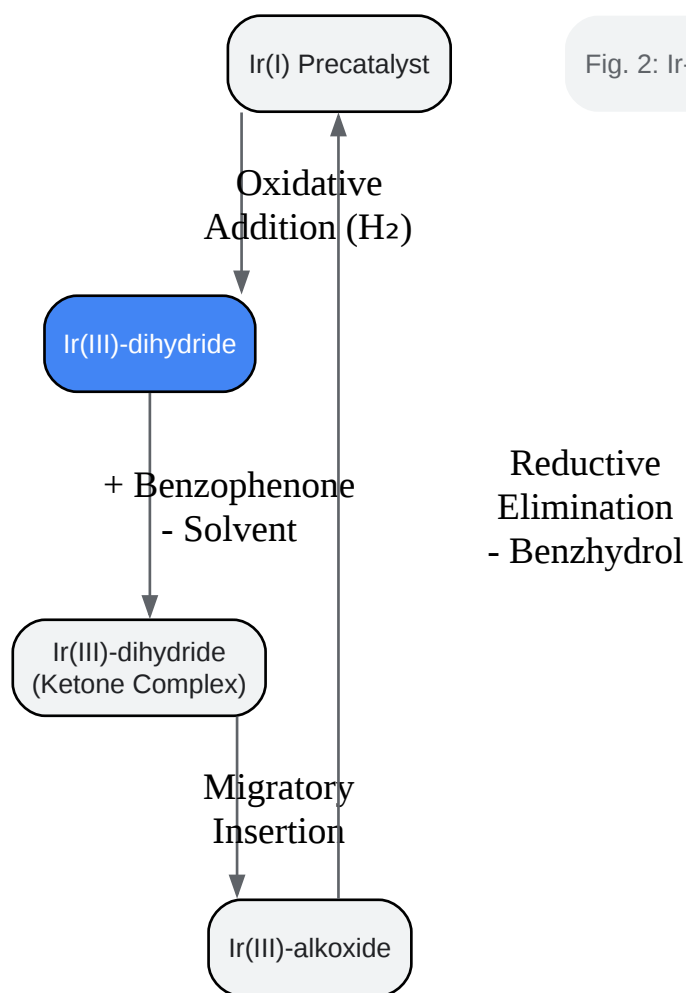 Ir(I) Precatalyst
Fig. 2: Ir-
Oxidative
Addition (H₂)
Ir(III)-dihydride
+ Benzophenone
- Solvent
Reductive
Elimination
- Benzhydrol
Ir(III)-dihydride
(Ketone Complex)
Migratory
Insertion
Ir(III)-alkoxide